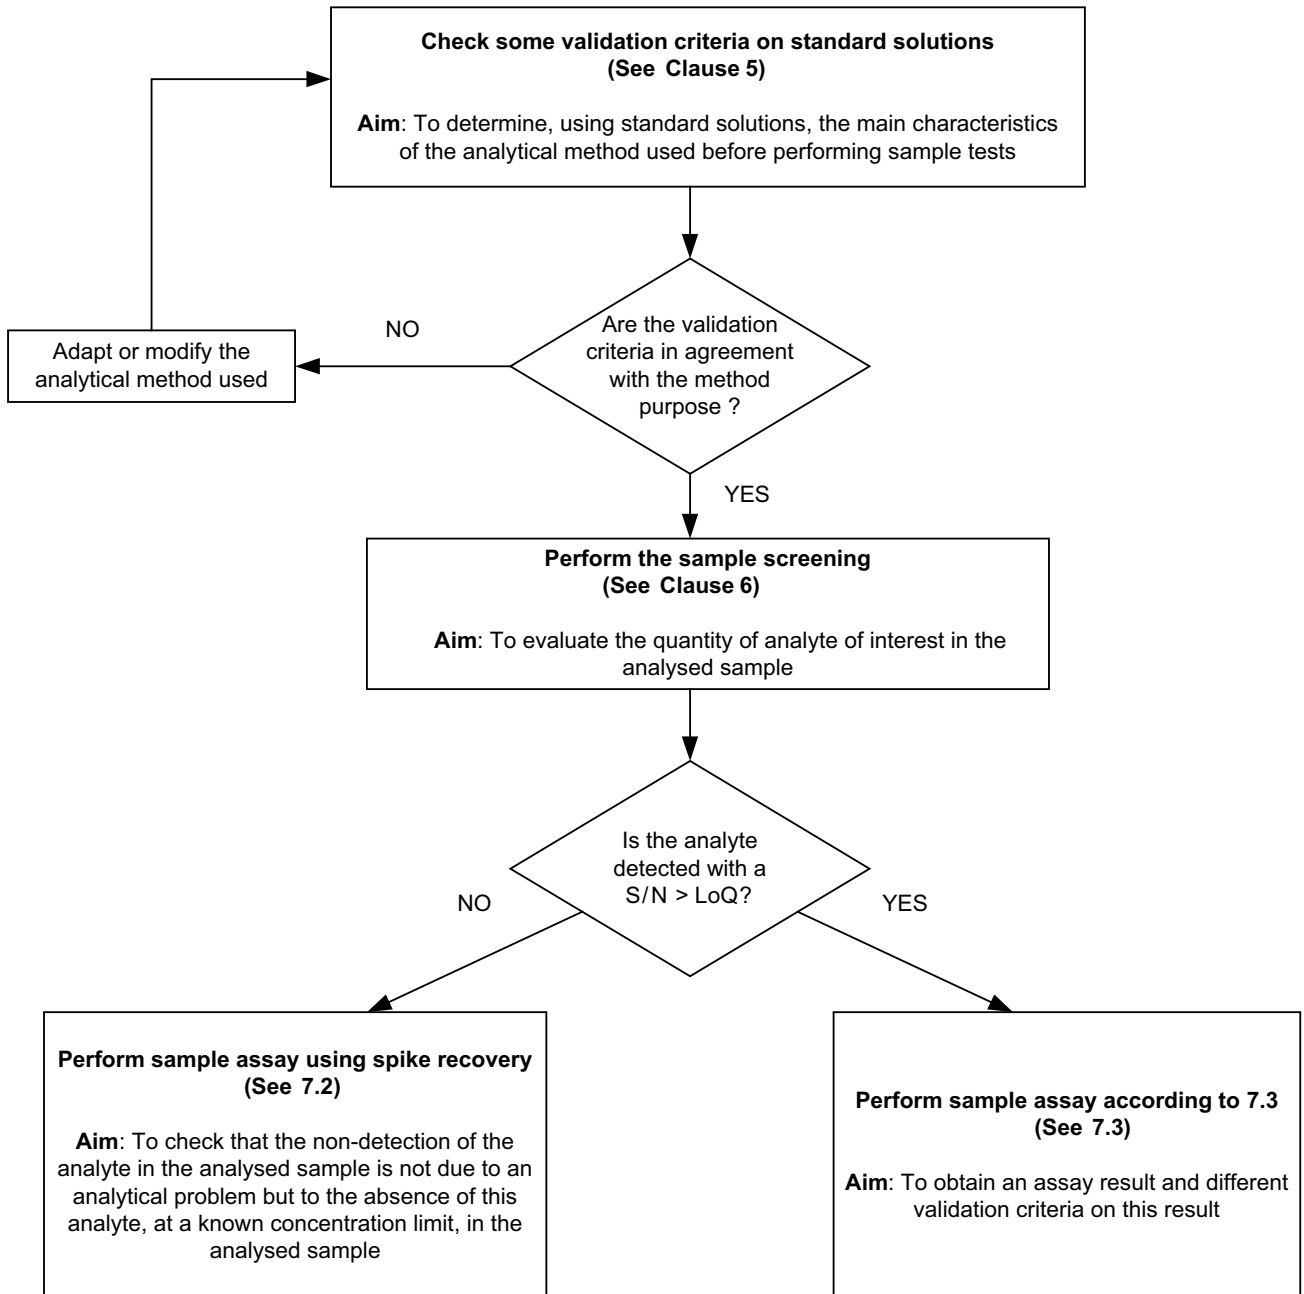 Check some validation criteria on standard solutions
(See Clause 5)
Aim: To determine, using standard solutions, the main characteristics
of the analytical method used before performing sample tests
NO
Adapt or modify the
analytical method used
Are the validation
criteria in agreement
with the method
purpose ?
YES
Perform the sample screening
(See Clause 6)
Aim: To evaluate the quantity of analyte of interest in the
analysed sample
Is the analyte
detected with a
S/N > LoQ?
NO
YES
Perform sample assay using spike recovery
(See 7.2)
Aim: To check that the non-detection of the
analyte in the analysed sample is not due to an
analytical problem but to the absence of this
analyte, at a known concentration limit, in the
analysed sample
Perform sample assay according to 7.3
(See 7.3)
Aim: To obtain an assay result and different
validation criteria on this result